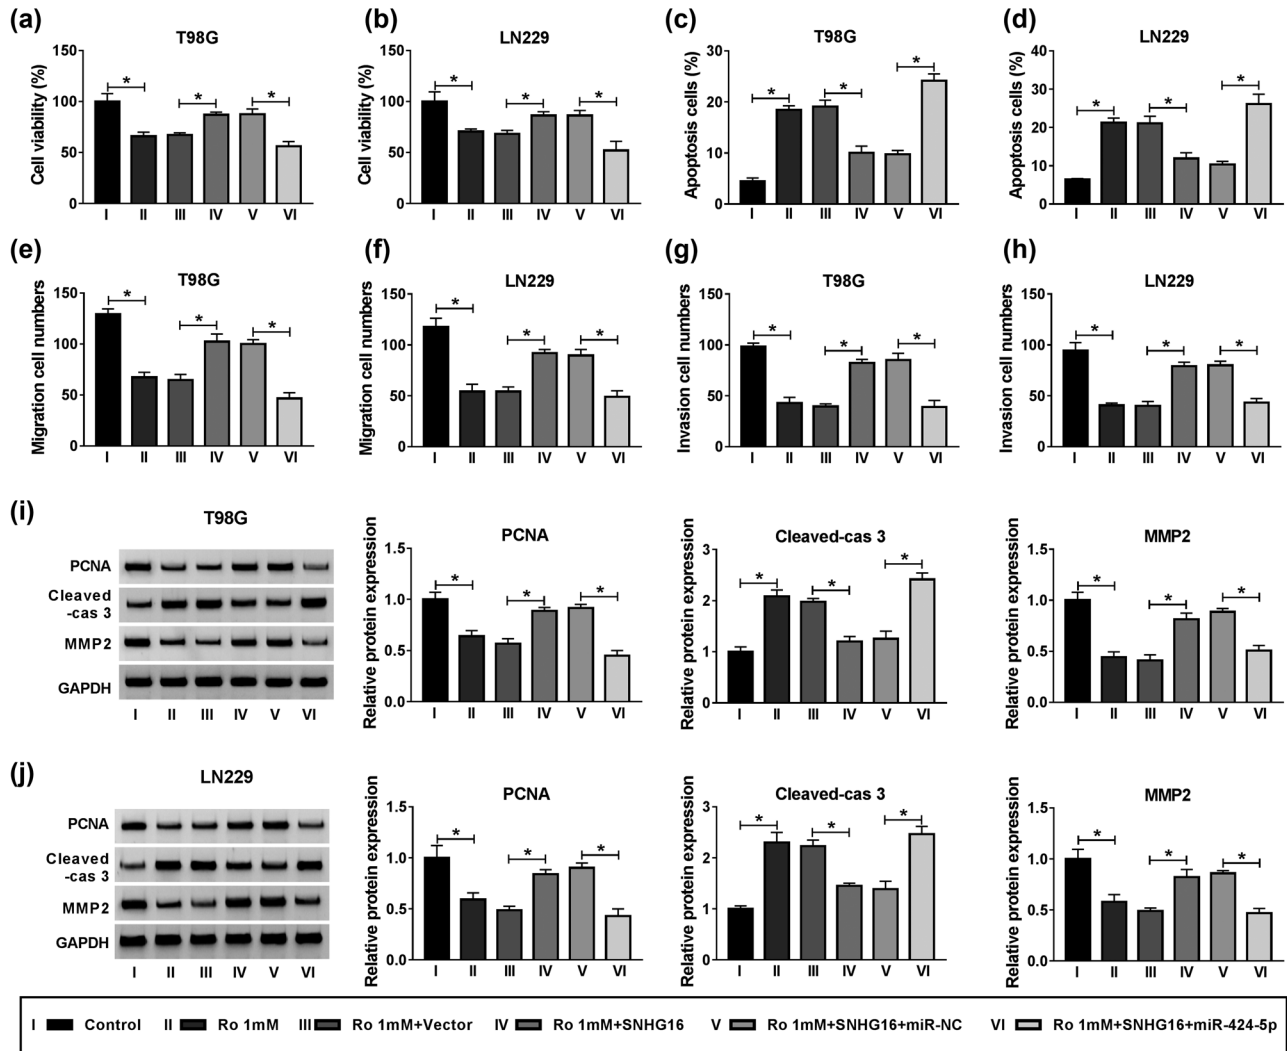 (a)
T98G
Cell viability (%)
150
100
50
0
*
*
*
I II III IV V VI
(b)
LN229
Cell viability (%)
150
100
50
0
*
*
*
I II III IV V VI
(c)
T98G
Apoptosis cells (%)
30
20
10
0
*
*
*
I II III IV V VI
(d)
LN229
Apoptosis cells (%)
40
30
20
10
0
*
*
*
I II III IV V VI
(e)
T98G
Migration cell numbers
150
100
50
0
*
*
*
I II III IV V VI
(f)
LN229
Migration cell numbers
150
100
50
0
*
*
*
I II III IV V VI
(g)
T98G
Invasion cell numbers
150
100
50
0
*
*
*
I II III IV V VI
(h)
LN229
Invasion cell numbers
150
100
50
0
*
*
*
I II III IV V VI
(i)
T98G
PCNA
Cleaved
-cas 3
MMP2
GAPDH
I II III IV V VI
PCNA
Relative protein expression
1.5
1.0
0.5
0.0
*
*
*
I II III IV V VI
Cleaved-cas 3
Relative protein expression
3
2
1
0
*
*
*
I II III IV V VI
MMP2
Relative protein expression
1.5
1.0
0.5
0.0
*
*
*
I II III IV V VI
(j)
LN229
PCNA
Cleaved
-cas 3
MMP2
GAPDH
I II III IV V VI
PCNA
Relative protein expression
1.5
1.0
0.5
0.0
*
*
*
I II III IV V VI
Cleaved-cas 3
Relative protein expression
3
2
1
0
*
*
*
I II III IV V VI
MMP2
Relative protein expression
1.5
1.0
0.5
0.0
*
*
*
I II III IV V VI
I Control II Ro 1mM III Ro 1mM+Vector IV Ro 1mM+SNHG16 V Ro 1mM+SNHG16+miR-NC VI Ro 1mM+SNHG16+miR-424-5p